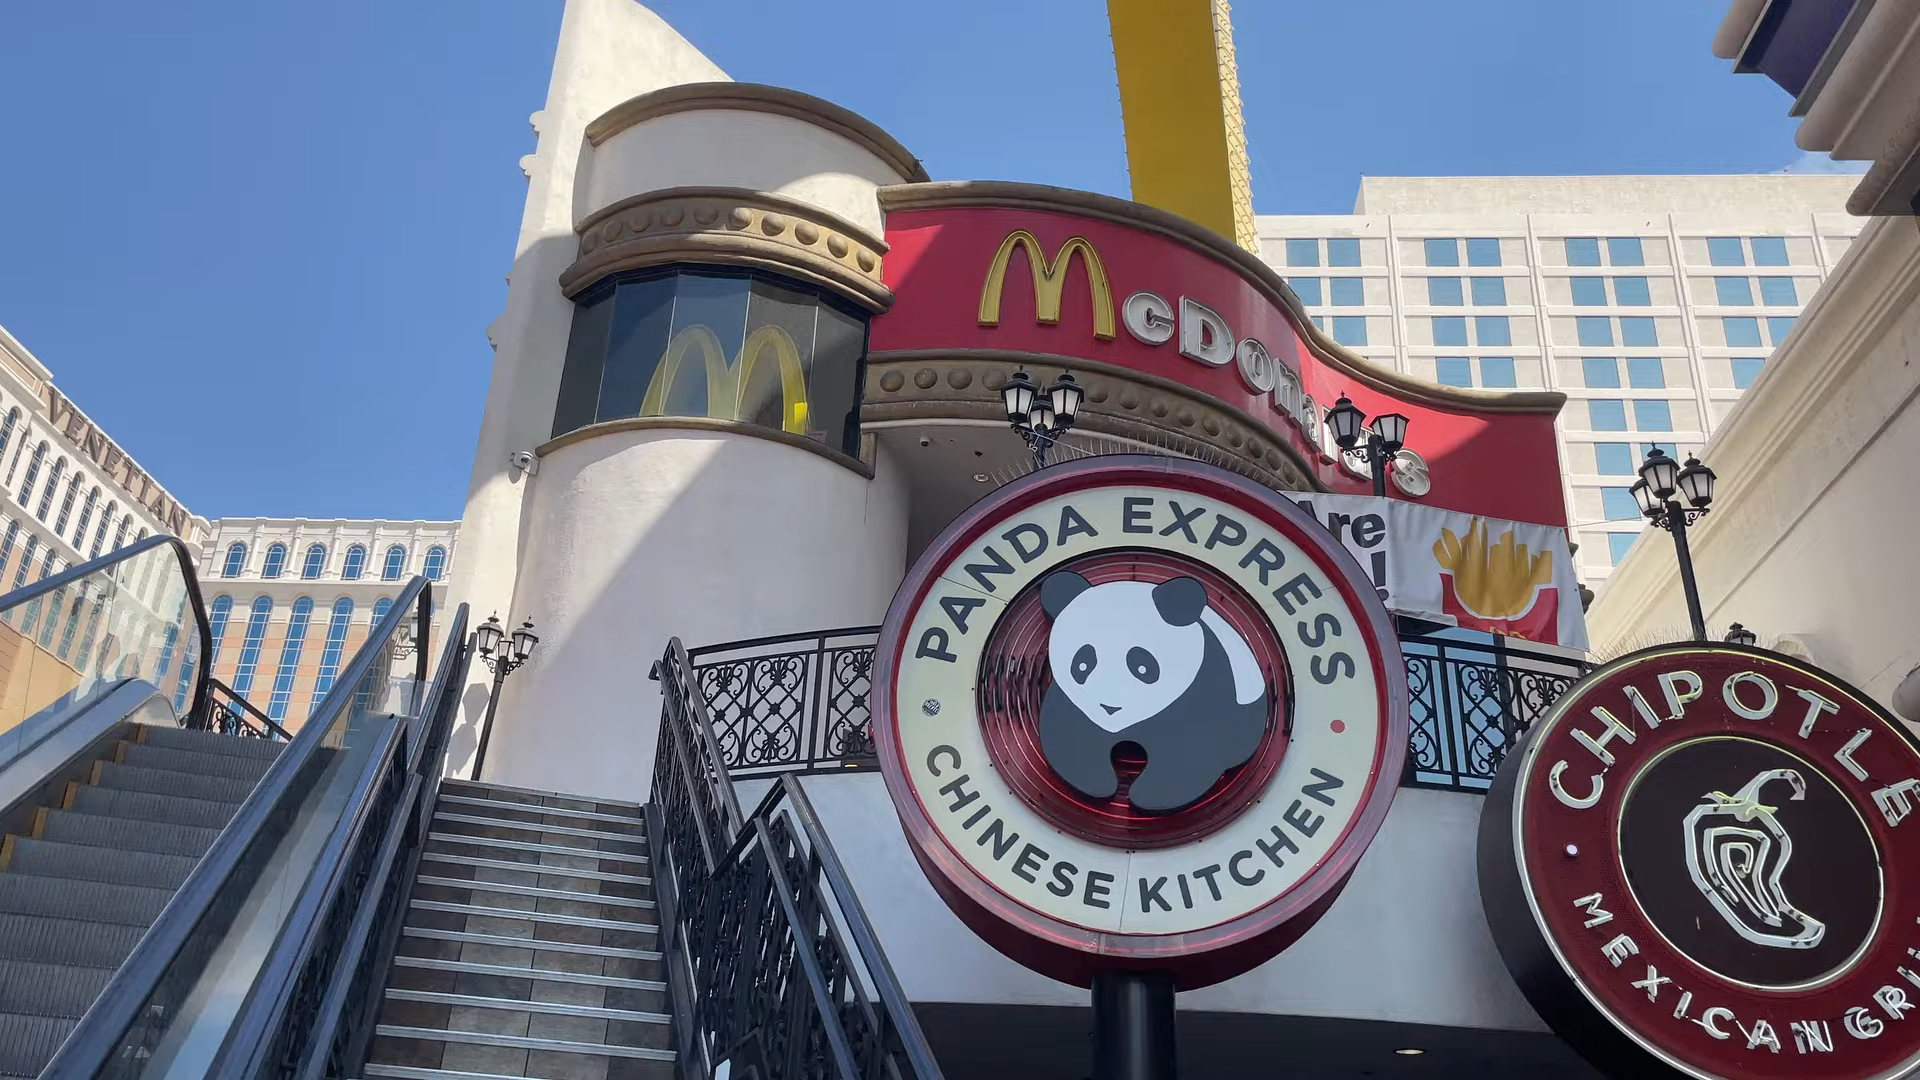 VENETIAN
McDonald's
Are
!
PANDA EXPRESS
CHINESE KITCHEN
CHIPOTLE
MEXICAN GRI